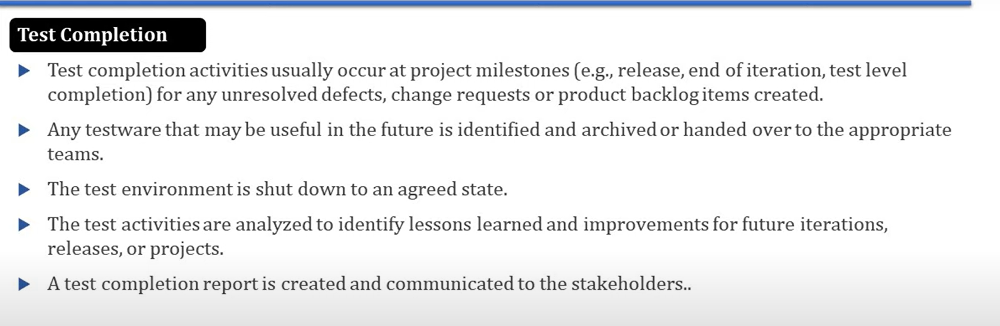 Test Completion
Test completion activities usually occur at project milestones (e.g., release, end of iteration, test level
completion) for any unresolved defects, change requests or product backlog items created.
Any testware that may be useful in the future is identified and archived or handed over to the appropriate
teams.
The test environment is shut down to an agreed state.
The test activities are analyzed to identify lessons learned and improvements for future iterations,
releases, or projects.
A test completion report is created and communicated to the stakeholders..